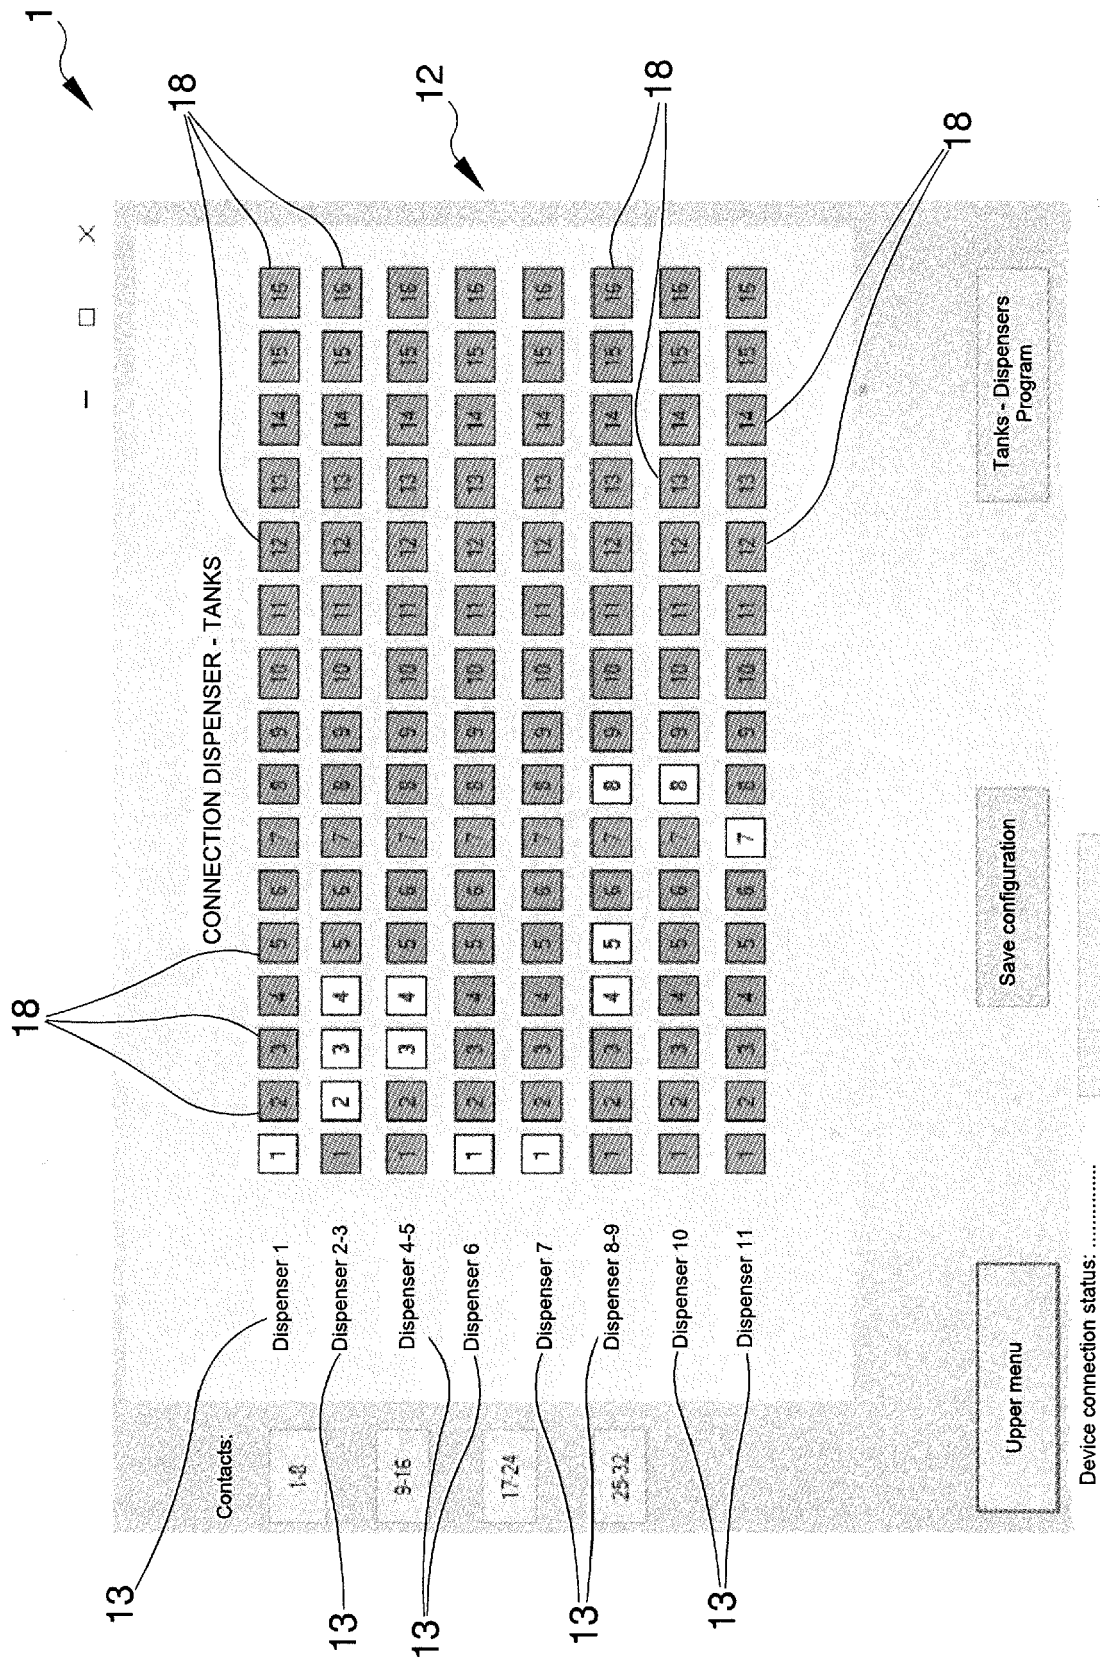 1
18
12
18
18
18
CONNECTION DISPENSER - TANKS
Contacts:
1-8
9-16
17-24
25-32
13
Dispenser 1 1 2 3 4 5 6 7 8 9 10 11 12 13 14 15 16
13
Dispenser 2-3 1 2 3 4 5 6 7 8 9 10 11 12 13 14 15 16
13
Dispenser 4-5 1 2 3 4 5 6 7 8 9 10 11 12 13 14 15 16
Dispenser 6 1 2 3 4 5 6 7 8 9 10 11 12 13 14 15 16
13
Dispenser 7 1 2 3 4 5 6 7 8 9 10 11 12 13 14 15 16
Dispenser 8-9 1 2 3 4 5 6 7 8 9 10 11 12 13 14 15 16
13
Dispenser 10 1 2 3 4 5 6 7 8 9 10 11 12 13 14 15 16
Dispenser 11 1 2 3 4 5 6 7 8 9 10 11 12 13 14 15 16
Upper menu
Save configuration
Tanks - Dispensers
Program
Device connection status: ..............